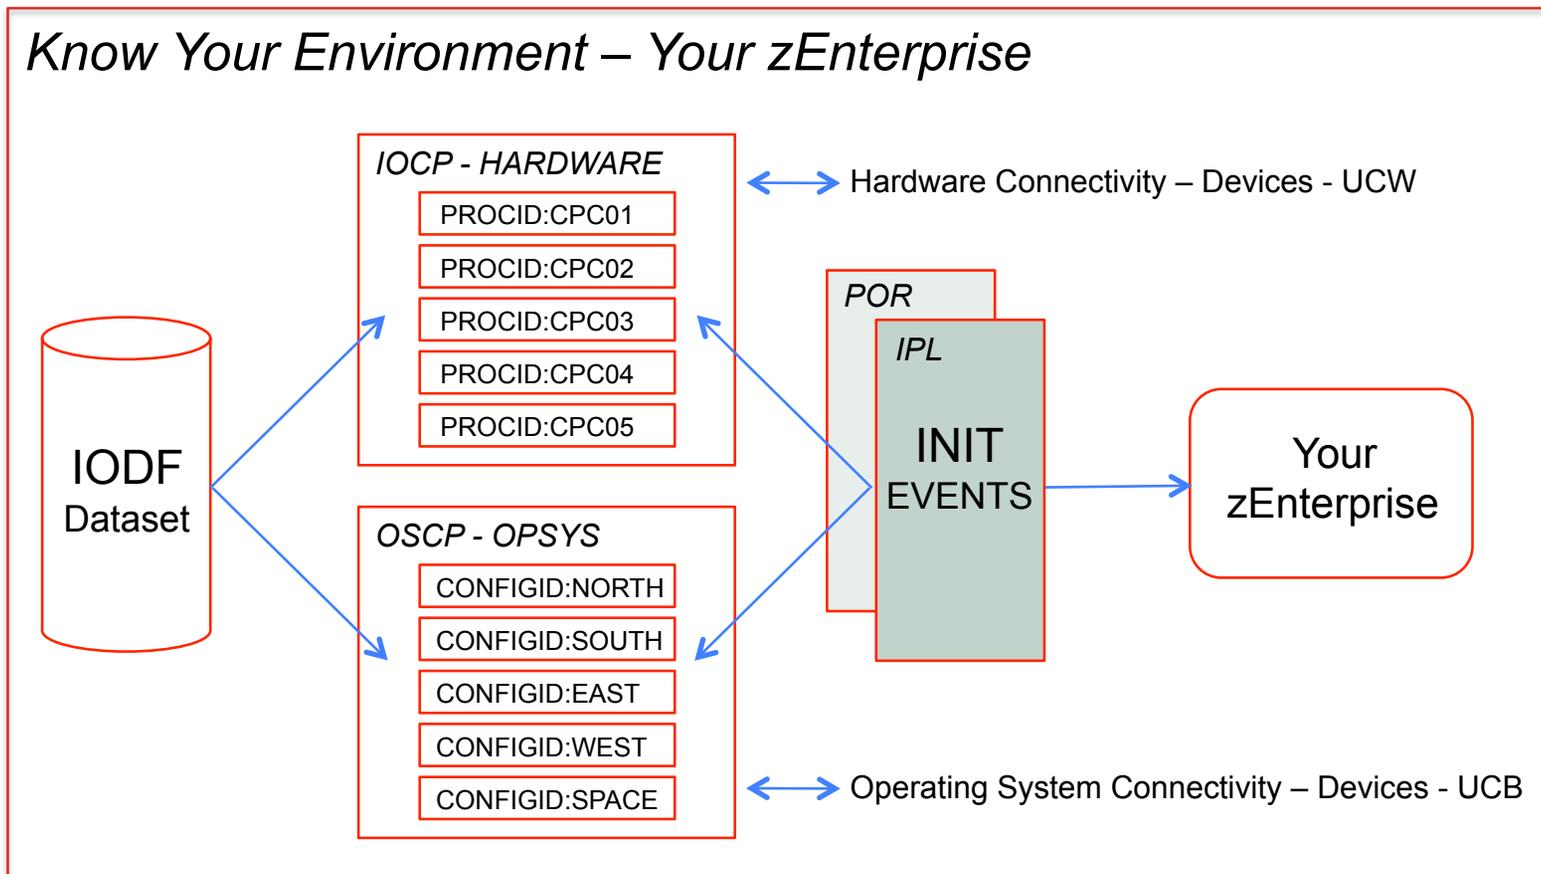 Know Your Environment – Your zEnterprise
IOCP - HARDWARE
PROCID:CPC01
PROCID:CPC02
PROCID:CPC03
PROCID:CPC04
PROCID:CPC05
Hardware Connectivity – Devices - UCW
IODF
Dataset
OSCP - OPSYS
CONFIGID:NORTH
CONFIGID:SOUTH
CONFIGID:EAST
CONFIGID:WEST
CONFIGID:SPACE
POR
IPL
INIT
EVENTS
Your
zEnterprise
Operating System Connectivity – Devices - UCB